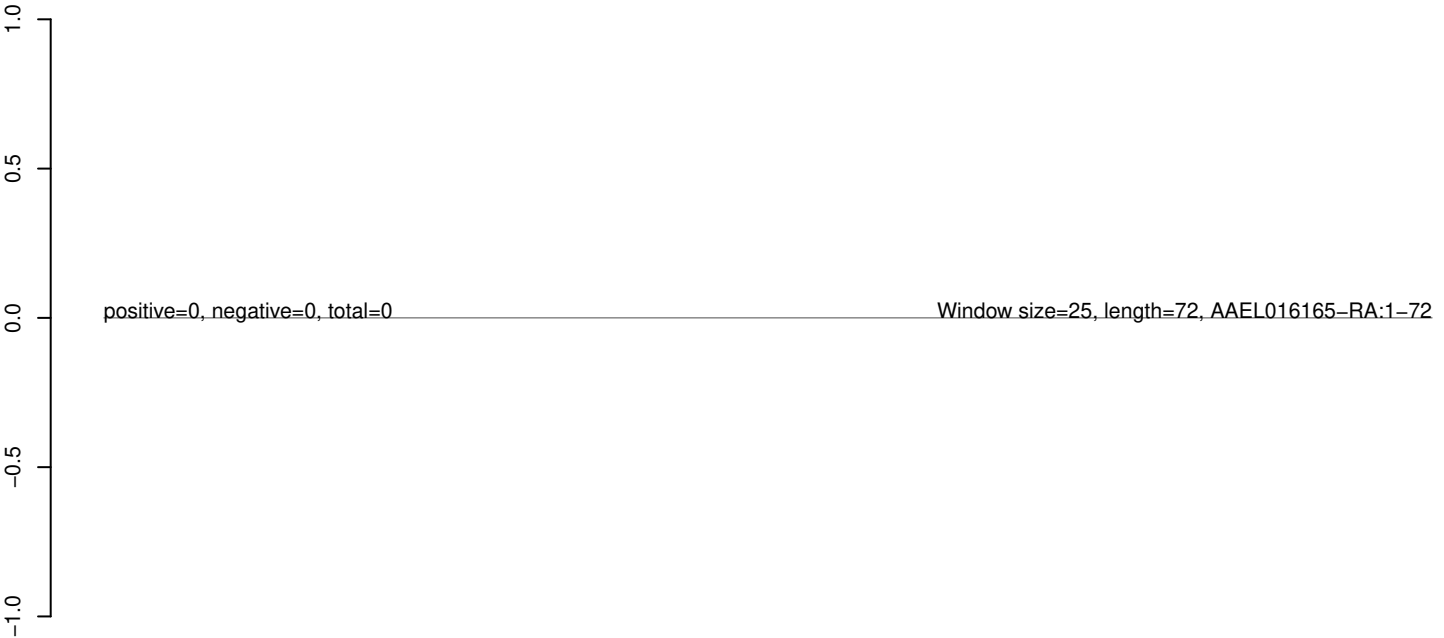 1.0
0.5
0.0
−0.5
−1.0
positive=0, negative=0, total=0
Window size=25, length=72, AAEL016165−RA:1−72